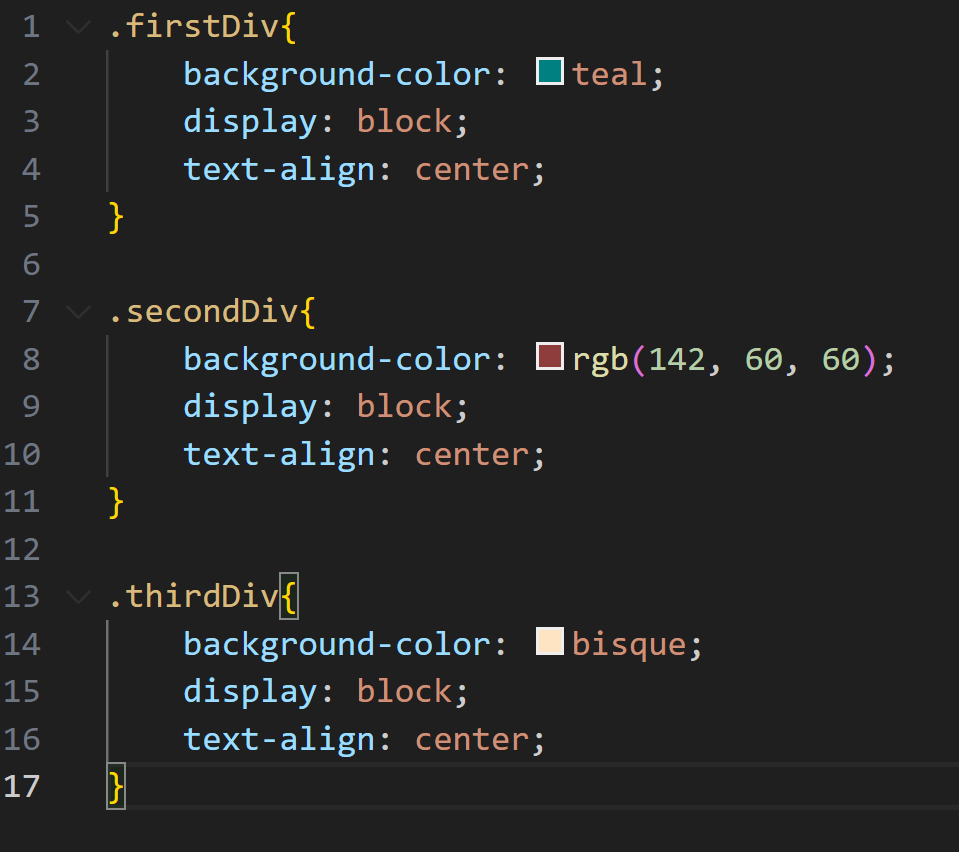 1 .firstDiv{
2 background-color: teal;
3 display: block;
4 text-align: center;
5 }
6
7 .secondDiv{
8 background-color: rgb(142, 60, 60);
9 display: block;
10 text-align: center;
11 }
12
13 .thirdDiv{
14 background-color: bisque;
15 display: block;
16 text-align: center;
17 }